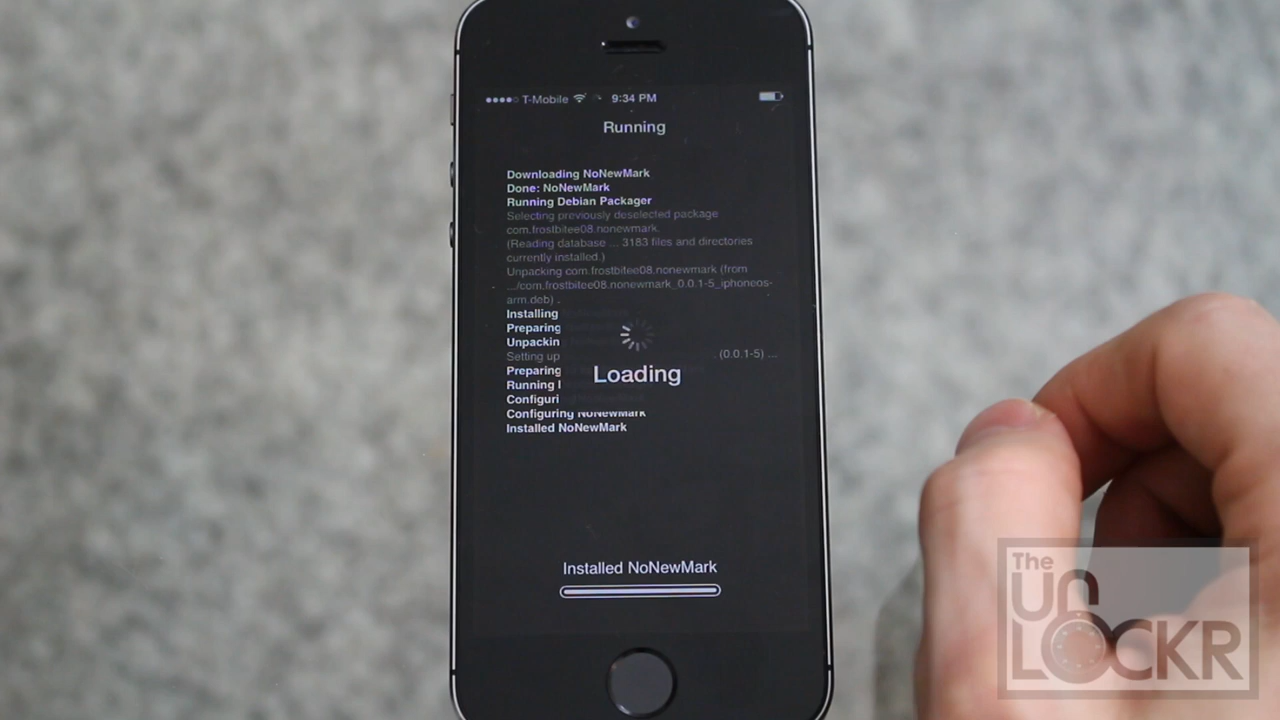 T-Mobile 9:34 PM
Running
Downloading NoNewMark
Done: NoNewMark
Running Debian Packager
Selecting previously deselected package
com.frostbitee08.nonewmark.
(Reading database ... 3183 files and directories
currently installed.)
Unpacking com.frostbitee08.nonewmark (from
.../com.frostbitee08.nonewmark_0.0.1-5_iphoneos-
arm.deb) .
Installing
Preparing
Unpackin
Setting up . (0.0.1-5) ...
Preparing
Loading
Running
Configuri
Configuring NoNewMark
Installed NoNewMark
Installed NoNewMark
The
UNLOCKR